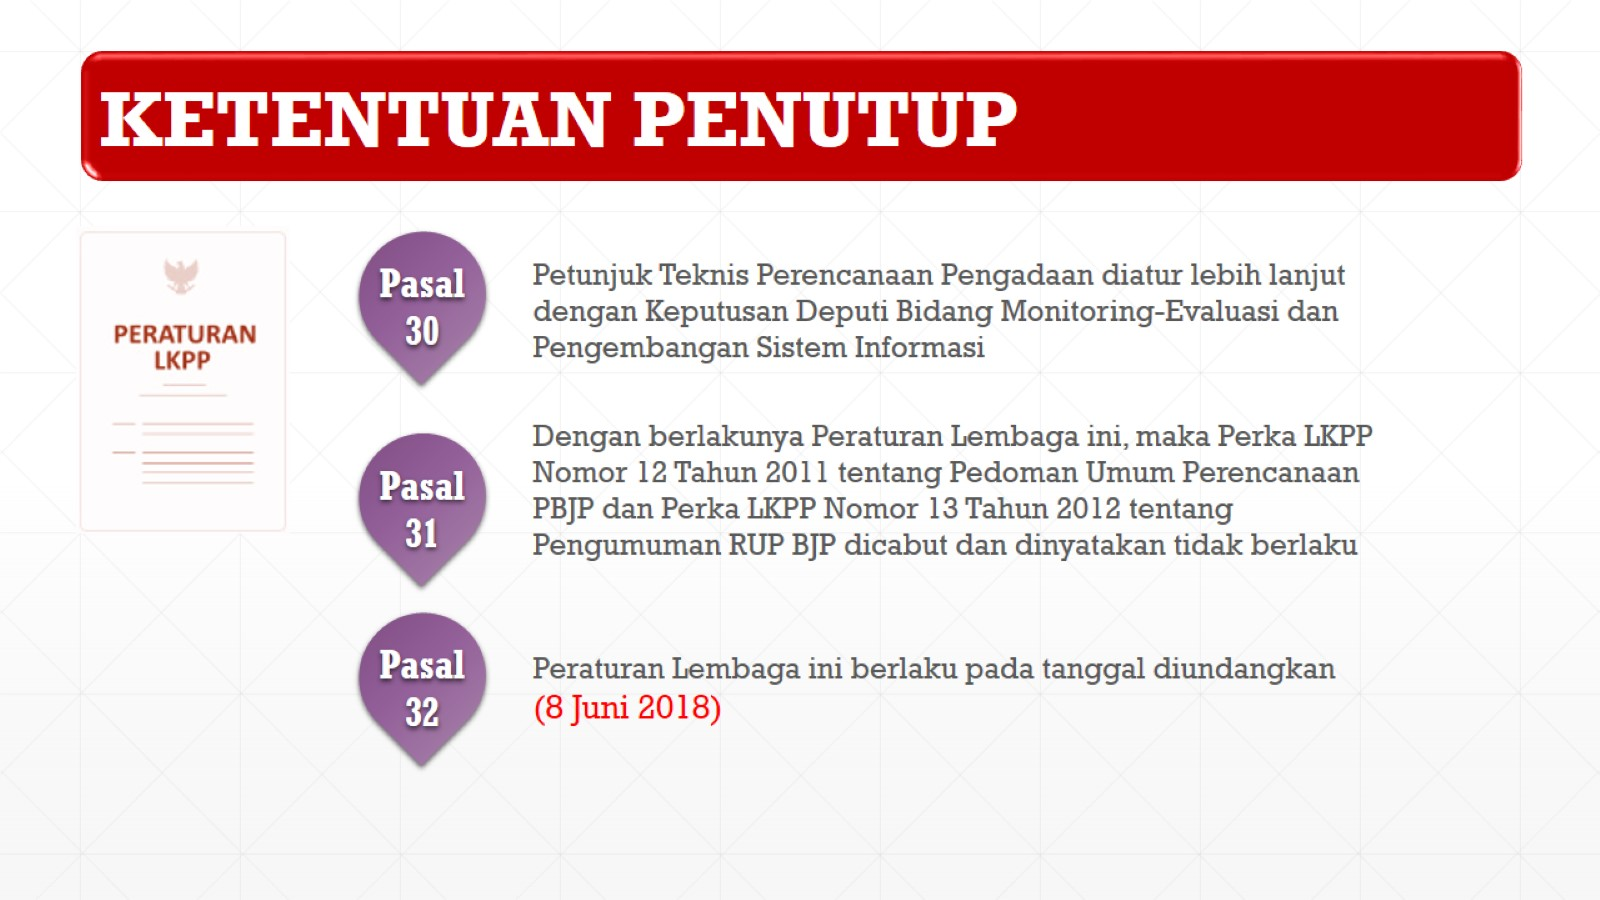 KETENTUAN PENUTUP
PERATURAN
LKPP
Pasal
30
Petunjuk Teknis Perencanaan Pengadaan diatur lebih lanjut
dengan Keputusan Deputi Bidang Monitoring-Evaluasi dan
Pengembangan Sistem Informasi
Pasal
31
Dengan berlakunya Peraturan Lembaga ini, maka Perka LKPP
Nomor 12 Tahun 2011 tentang Pedoman Umum Perencanaan
PBJP dan Perka LKPP Nomor 13 Tahun 2012 tentang
Pengumuman RUP BJP dicabut dan dinyatakan tidak berlaku
Pasal
32
Peraturan Lembaga ini berlaku pada tanggal diundangkan
(8 Juni 2018)